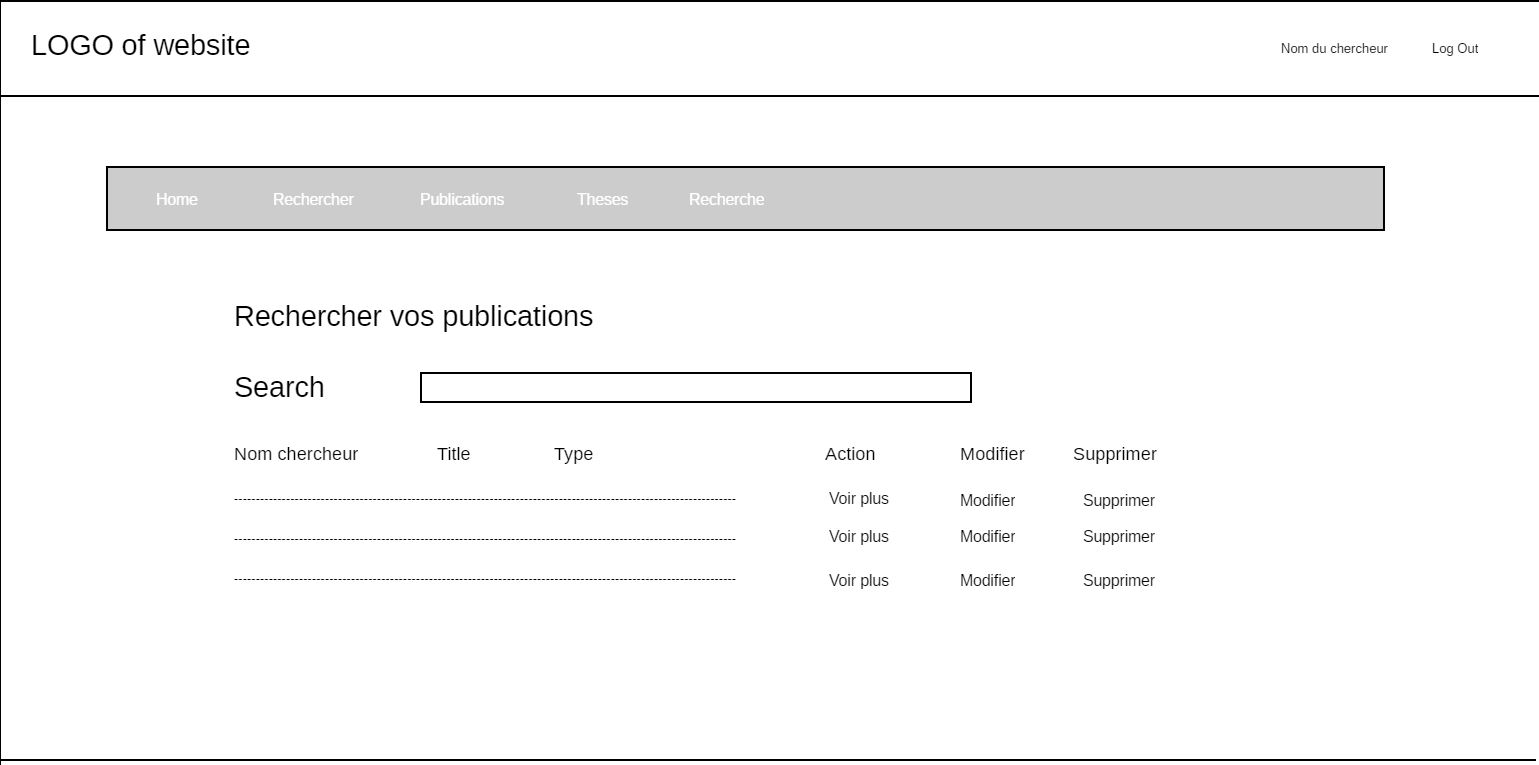 LOGO of website
Nom du chercheur Log Out
Home Rechercher Publications Theses Recherche
Rechercher vos publications
Search
Nom chercheur Title Type Action Modifier Supprimer
Voir plus Modifier Supprimer
Voir plus Modifier Supprimer
Voir plus Modifier Supprimer